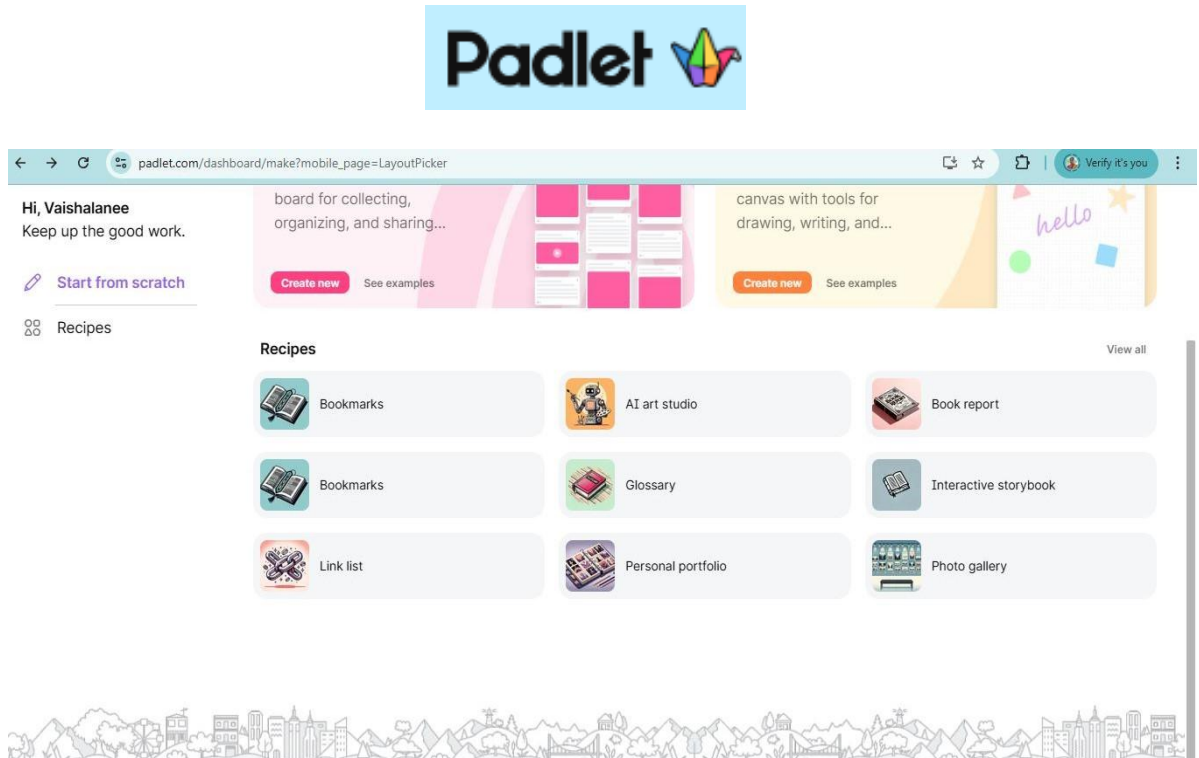 Padlet
padlet.com/dashboard/make?mobile_page=LayoutPicker
Verify it's you
Hi, Vaishalanee
Keep up the good work.
Start from scratch
Recipes
board for collecting,
organizing, and sharing...
Create new See examples
canvas with tools for
drawing, writing, and...
Create new See examples
hello
Recipes View all
Bookmarks AI art studio Book report
Bookmarks Glossary Interactive storybook
Link list Personal portfolio Photo gallery